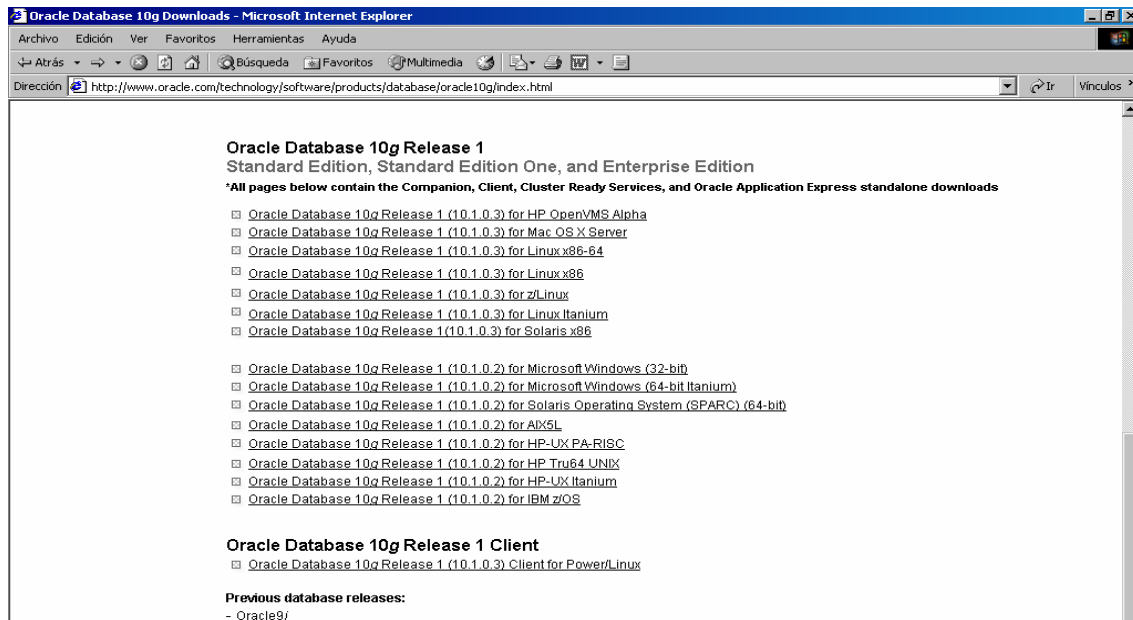 Oracle Database 10g Downloads - Microsoft Internet Explorer
Archivo Edición Ver Favoritos Herramientas Ayuda
Atrás Búsqueda Favoritos Multimedia
Dirección http://www.oracle.com/technology/software/products/database/oracle10g/index.html Ir Vínculos »
Oracle Database 10g Release 1
Standard Edition, Standard Edition One, and Enterprise Edition
*All pages below contain the Companion, Client, Cluster Ready Services, and Oracle Application Express standalone downloads
Oracle Database 10g Release 1 (10.1.0.3) for HP OpenVMS Alpha
Oracle Database 10g Release 1 (10.1.0.3) for Mac OS X Server
Oracle Database 10g Release 1 (10.1.0.3) for Linux x86-64
Oracle Database 10g Release 1 (10.1.0.3) for Linux x86
Oracle Database 10g Release 1 (10.1.0.3) for z/Linux
Oracle Database 10g Release 1 (10.1.0.3) for Linux Itanium
Oracle Database 10g Release 1(10.1.0.3) for Solaris x86
Oracle Database 10g Release 1 (10.1.0.2) for Microsoft Windows (32-bit)
Oracle Database 10g Release 1 (10.1.0.2) for Microsoft Windows (64-bit Itanium)
Oracle Database 10g Release 1 (10.1.0.2) for Solaris Operating System (SPARC) (64-bit)
Oracle Database 10g Release 1 (10.1.0.2) for AIX5L
Oracle Database 10g Release 1 (10.1.0.2) for HP-UX PA-RISC
Oracle Database 10g Release 1 (10.1.0.2) for HP Tru64 UNIX
Oracle Database 10g Release 1 (10.1.0.2) for HP-UX Itanium
Oracle Database 10g Release 1 (10.1.0.2) for IBM z/OS
Oracle Database 10g Release 1 Client
Oracle Database 10g Release 1 (10.1.0.3) Client for Power/Linux
Previous database releases:
- Oracle9i